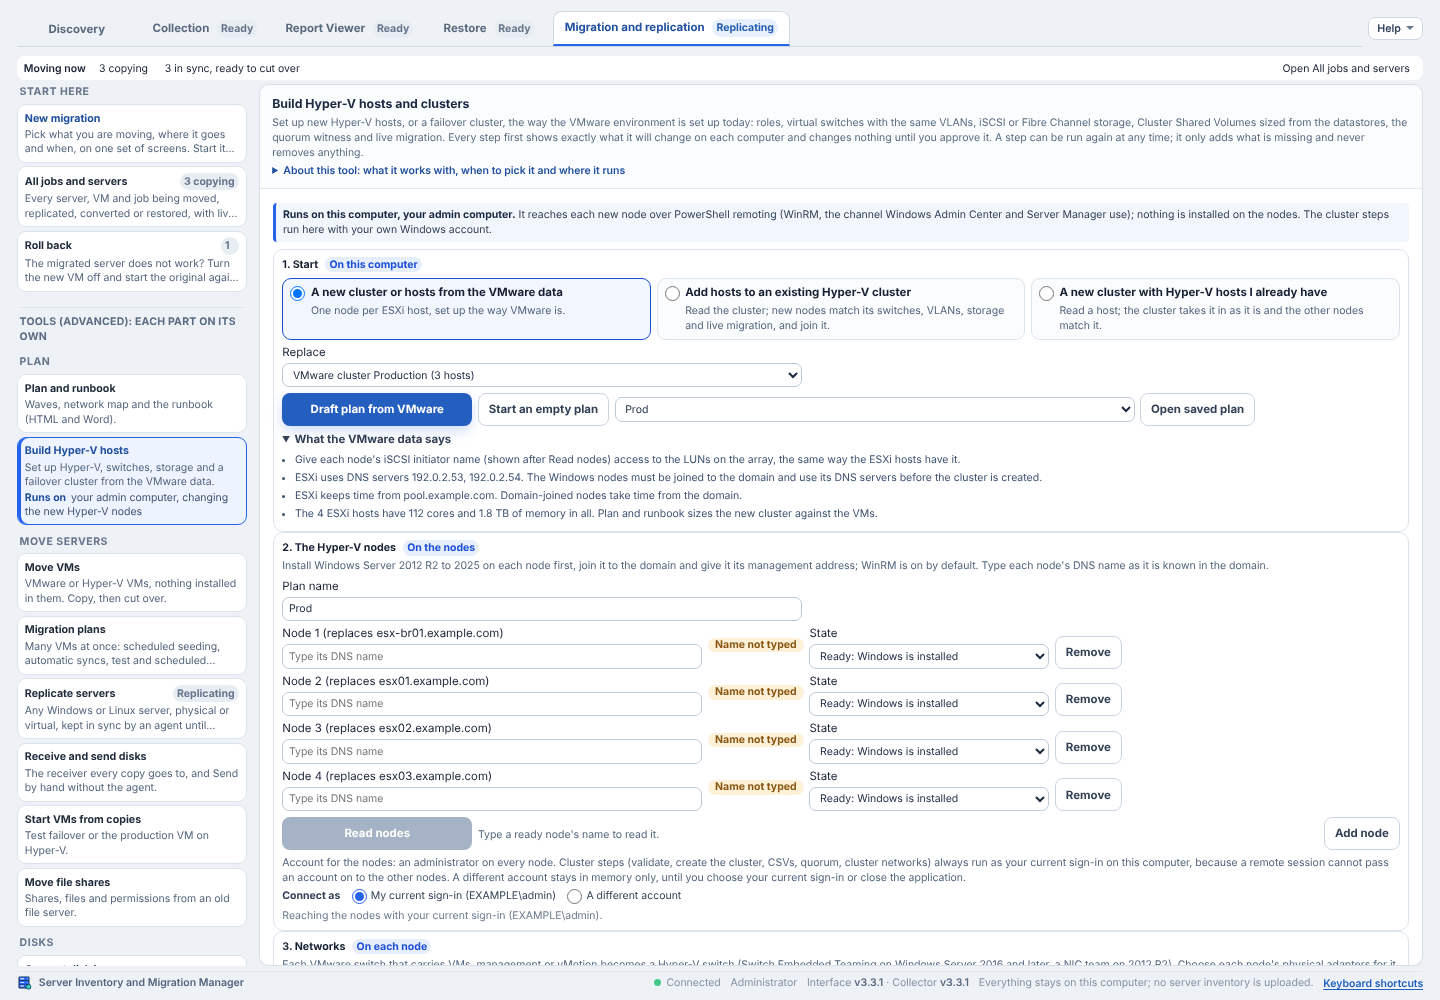 Discovery
Collection Ready
Report Viewer Ready
Restore Ready
Migration and replication Replicating
Help
Moving now 3 copying 3 in sync, ready to cut over
Open All jobs and servers
START HERE
New migration
Pick what you are moving, where it goes
and when, on one set of screens. Start it...
All jobs and servers 3 copying
Every server, VM and job being moved,
replicated, converted or restored, with liv...
Roll back 1
The migrated server does not work? Turn
the new VM off and start the original agai...
TOOLS (ADVANCED): EACH PART ON ITS
OWN
PLAN
Plan and runbook
Waves, network map and the runbook
(HTML and Word).
Build Hyper-V hosts
Set up Hyper-V, switches, storage and a
failover cluster from the VMware data.
Runs on your admin computer, changing
the new Hyper-V nodes
MOVE SERVERS
Move VMs
VMware or Hyper-V VMs, nothing installed
in them. Copy, then cut over.
Migration plans
Many VMs at once: scheduled seeding,
automatic syncs, test and scheduled...
Replicate servers Replicating
Any Windows or Linux server, physical or
virtual, kept in sync by an agent until...
Receive and send disks
The receiver every copy goes to, and Send
by hand without the agent.
Start VMs from copies
Test failover or the production VM on
Hyper-V.
Move file shares
Shares, files and permissions from an old
file server.
DISKS
Build Hyper-V hosts and clusters
Set up new Hyper-V hosts, or a failover cluster, the way the VMware environment is set up today: roles, virtual switches with the same VLANs, iSCSI or Fibre Channel storage, Cluster Shared Volumes sized from the datastores, the
quorum witness and live migration. Every step first shows exactly what it will change on each computer and changes nothing until you approve it. A step can be run again at any time; it only adds what is missing and never
removes anything.
About this tool: what it works with, when to pick it and where it runs
Runs on this computer, your admin computer. It reaches each new node over PowerShell remoting (WinRM, the channel Windows Admin Center and Server Manager use); nothing is installed on the nodes. The cluster steps
run here with your own Windows account.
1. Start On this computer
A new cluster or hosts from the VMware data
One node per ESXi host, set up the way VMware is.
Add hosts to an existing Hyper-V cluster
Read the cluster; new nodes match its switches, VLANs, storage
and live migration, and join it.
A new cluster with Hyper-V hosts I already have
Read a host; the cluster takes it in as it is and the other nodes
match it.
Replace
VMware cluster Production (3 hosts)
Draft plan from VMware Start an empty plan Prod Open saved plan
What the VMware data says
• Give each node's iSCSI initiator name (shown after Read nodes) access to the LUNs on the array, the same way the ESXi hosts have it.
• ESXi uses DNS servers 192.0.2.53, 192.0.2.54. The Windows nodes must be joined to the domain and use its DNS servers before the cluster is created.
• ESXi keeps time from pool.example.com. Domain-joined nodes take time from the domain.
• The 4 ESXi hosts have 112 cores and 1.8 TB of memory in all. Plan and runbook sizes the new cluster against the VMs.
2. The Hyper-V nodes On the nodes
Install Windows Server 2012 R2 to 2025 on each node first, join it to the domain and give it its management address; WinRM is on by default. Type each node's DNS name as it is known in the domain.
Plan name
Prod
Node 1 (replaces esx-br01.example.com) State
Type its DNS name Name not typed Ready: Windows is installed Remove
Node 2 (replaces esx01.example.com) State
Type its DNS name Name not typed Ready: Windows is installed Remove
Node 3 (replaces esx02.example.com) State
Type its DNS name Name not typed Ready: Windows is installed Remove
Node 4 (replaces esx03.example.com) State
Type its DNS name Name not typed Ready: Windows is installed Remove
Read nodes Type a ready node's name to read it. Add node
Account for the nodes: an administrator on every node. Cluster steps (validate, create the cluster, CSVs, quorum, cluster networks) always run as your current sign-in on this computer, because a remote session cannot pass
an account on to the other nodes. A different account stays in memory only, until you choose your current sign-in or close the application.
Connect as My current sign-in (EXAMPLE\admin) A different account
Reaching the nodes with your current sign-in (EXAMPLE\admin).
3. Networks On each node
Each VMware switch that carries VMs, management or vMotion becomes a Hyper-V switch (Switch Embedded Teaming on Windows Server 2016 and later, a NIC team on 2012 R2). Choose each node's physical adapters for it
Server Inventory and Migration Manager
Connected Administrator Interface v3.3.1 · Collector v3.3.1 Everything stays on this computer; no server inventory is uploaded. Keyboard shortcuts